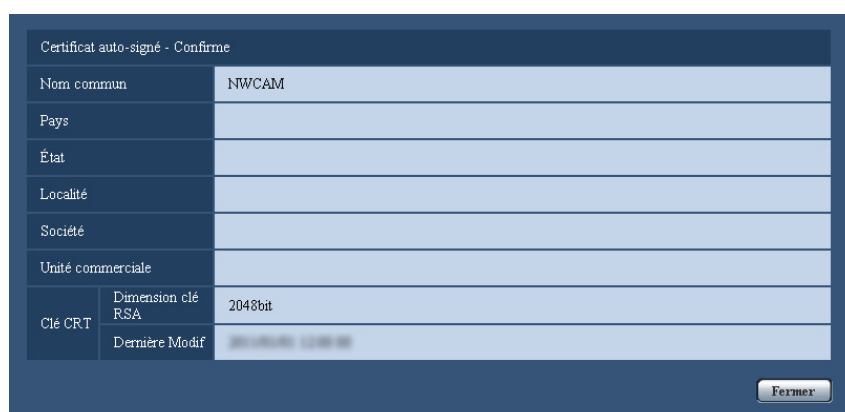 Certificat auto-signé - Confirme
Nom commun NWCAM
Pays
État
Localité
Société
Unité commerciale
Clé CRT
Dimension clé RSA 2048bit
Dernière Modif
Fermer